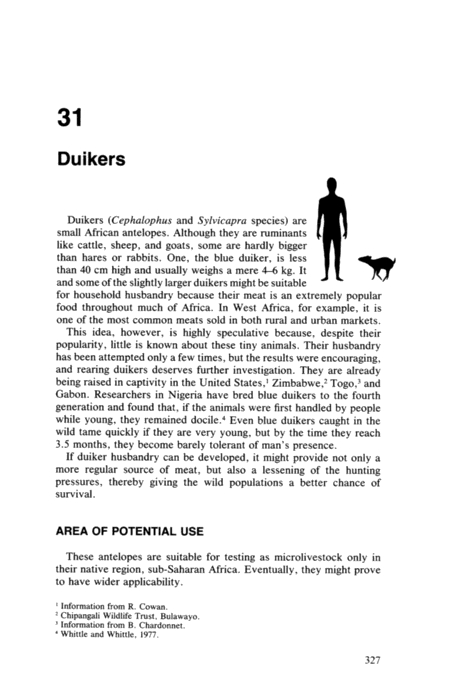 31
Duikers
Duikers (Cephalophus and Sylvicapra species) are
small African antelopes. Although they are ruminants
like cattle, sheep, and goats, some are hardly bigger
than hares or rabbits. One, the blue duiker, is less
than 40 cm high and usually weighs a mere 4–6 kg. It
and some of the slightly larger duikers might be suitable
for household husbandry because their meat is an extremely popular
food throughout much of Africa. In West Africa, for example, it is
one of the most common meats sold in both rural and urban markets.
This idea, however, is highly speculative because, despite their
popularity, little is known about these tiny animals. Their husbandry
has been attempted only a few times, but the results were encouraging,
and rearing duikers deserves further investigation. They are already
being raised in captivity in the United States,¹ Zimbabwe,² Togo,³ and
Gabon. Researchers in Nigeria have bred blue duikers to the fourth
generation and found that, if the animals were first handled by people
while young, they remained docile.⁴ Even blue duikers caught in the
wild tame quickly if they are very young, but by the time they reach
3.5 months, they become barely tolerant of man's presence.
If duiker husbandry can be developed, it might provide not only a
more regular source of meat, but also a lessening of the hunting
pressures, thereby giving the wild populations a better chance of
survival.
AREA OF POTENTIAL USE
These antelopes are suitable for testing as microlivestock only in
their native region, sub-Saharan Africa. Eventually, they might prove
to have wider applicability.
¹ Information from R. Cowan.
² Chipangali Wildlife Trust, Bulawayo.
³ Information from B. Chardonnet.
⁴ Whittle and Whittle, 1977.
327